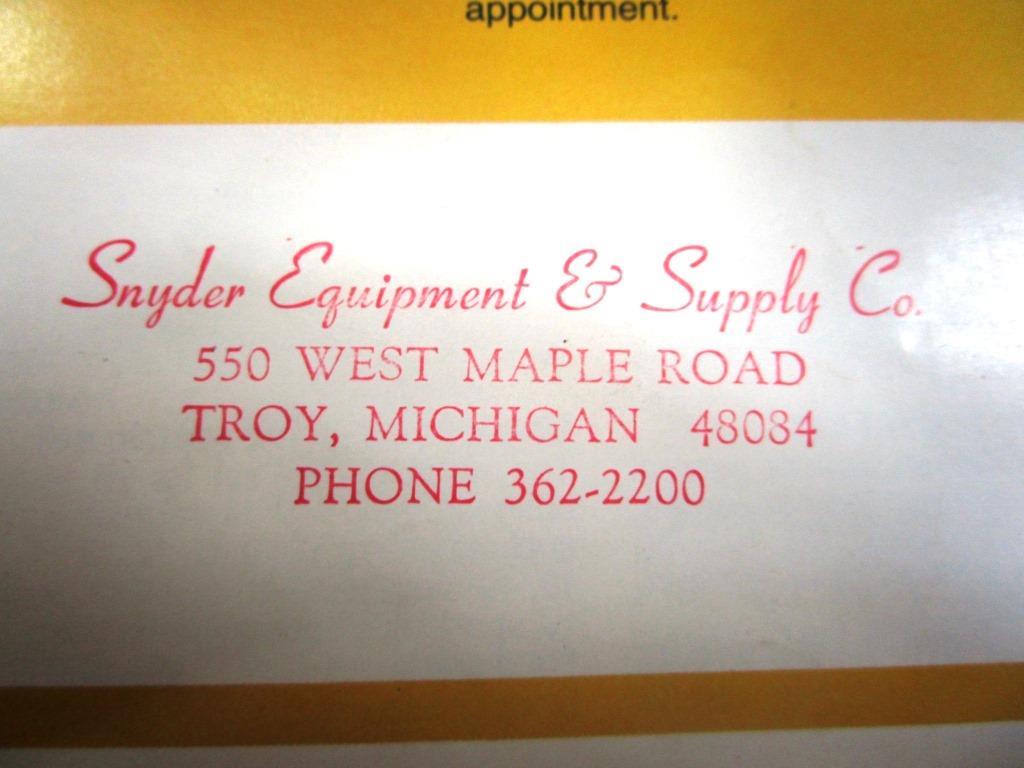 appointment.
Snyder Equipment & Supply Co.
550 WEST MAPLE ROAD
TROY, MICHIGAN 48084
PHONE 362-2200